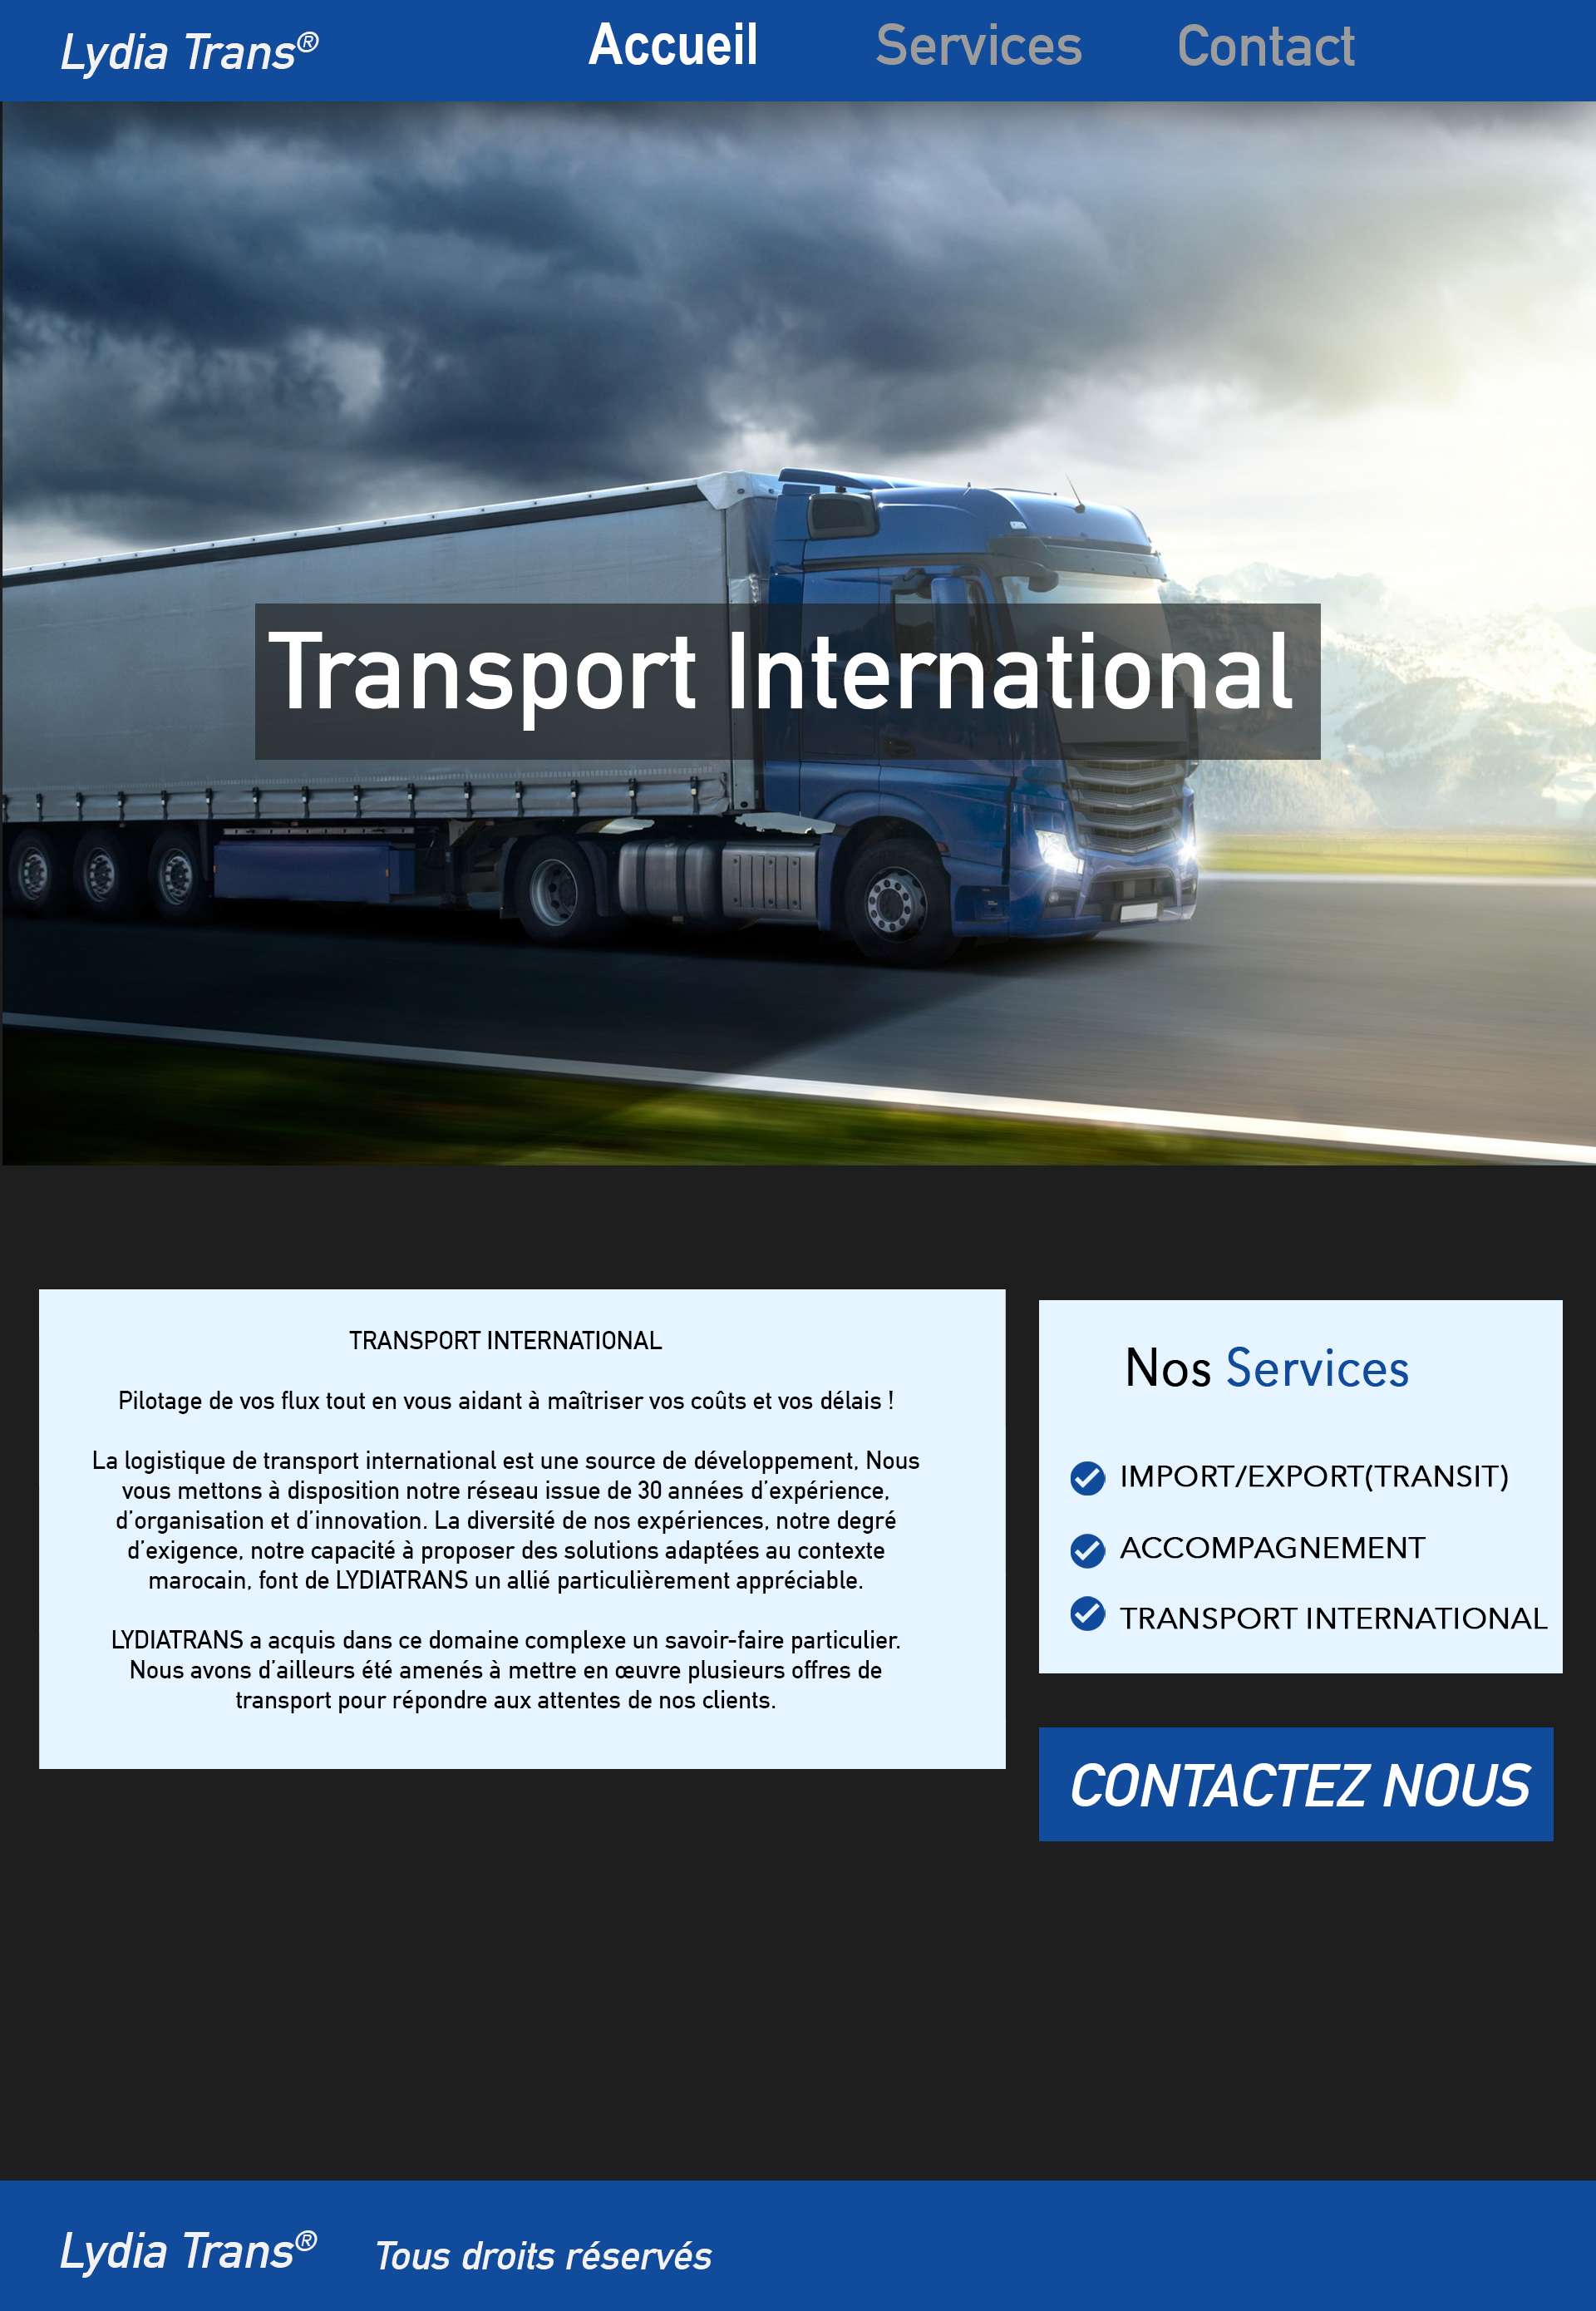 Lydia Trans®
Accueil
Services
Contact
Transport International
TRANSPORT INTERNATIONAL
Pilotage de vos flux tout en vous aidant à maîtriser vos coûts et vos délais !
La logistique de transport international est une source de développement, Nous
vous mettons à disposition notre réseau issue de 30 années d’expérience,
d’organisation et d’innovation. La diversité de nos expériences, notre degré
d’exigence, notre capacité à proposer des solutions adaptées au contexte
marocain, font de LYDIATRANS un allié particulièrement appréciable.
LYDIATRANS a acquis dans ce domaine complexe un savoir-faire particulier.
Nous avons d’ailleurs été amenés à mettre en œuvre plusieurs offres de
transport pour répondre aux attentes de nos clients.
Nos Services
IMPORT/EXPORT(TRANSIT)
ACCOMPAGNEMENT
TRANSPORT INTERNATIONAL
CONTACTEZ NOUS
Lydia Trans®
Tous droits réservés